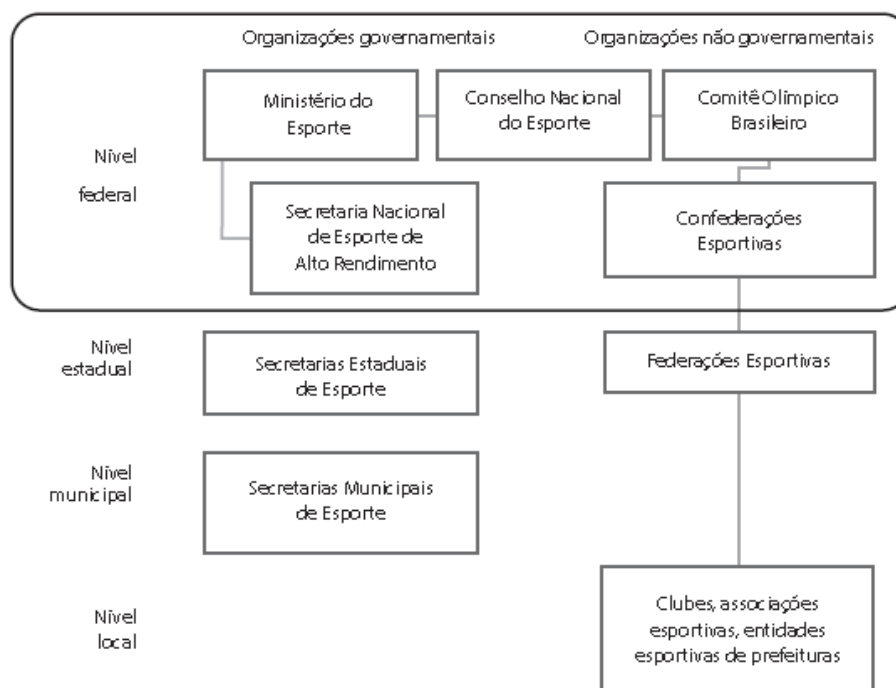 Organizações governamentais
Organizações não governamentais
Ministério do
Esporte
Conselho Nacional
do Esporte
Comitê Olímpico
Brasileiro
Nível
federal
Secretaria Nacional
de Esporte de
Alto Rendimento
Confederações
Esportivas
Nível
estadual
Secretarias Estaduais
de Esporte
Federações Esportivas
Nível
municipal
Secretarias Municipais
de Esporte
Nível
local
Clubes, associações
esportivas, entidades
esportivas de prefeituras